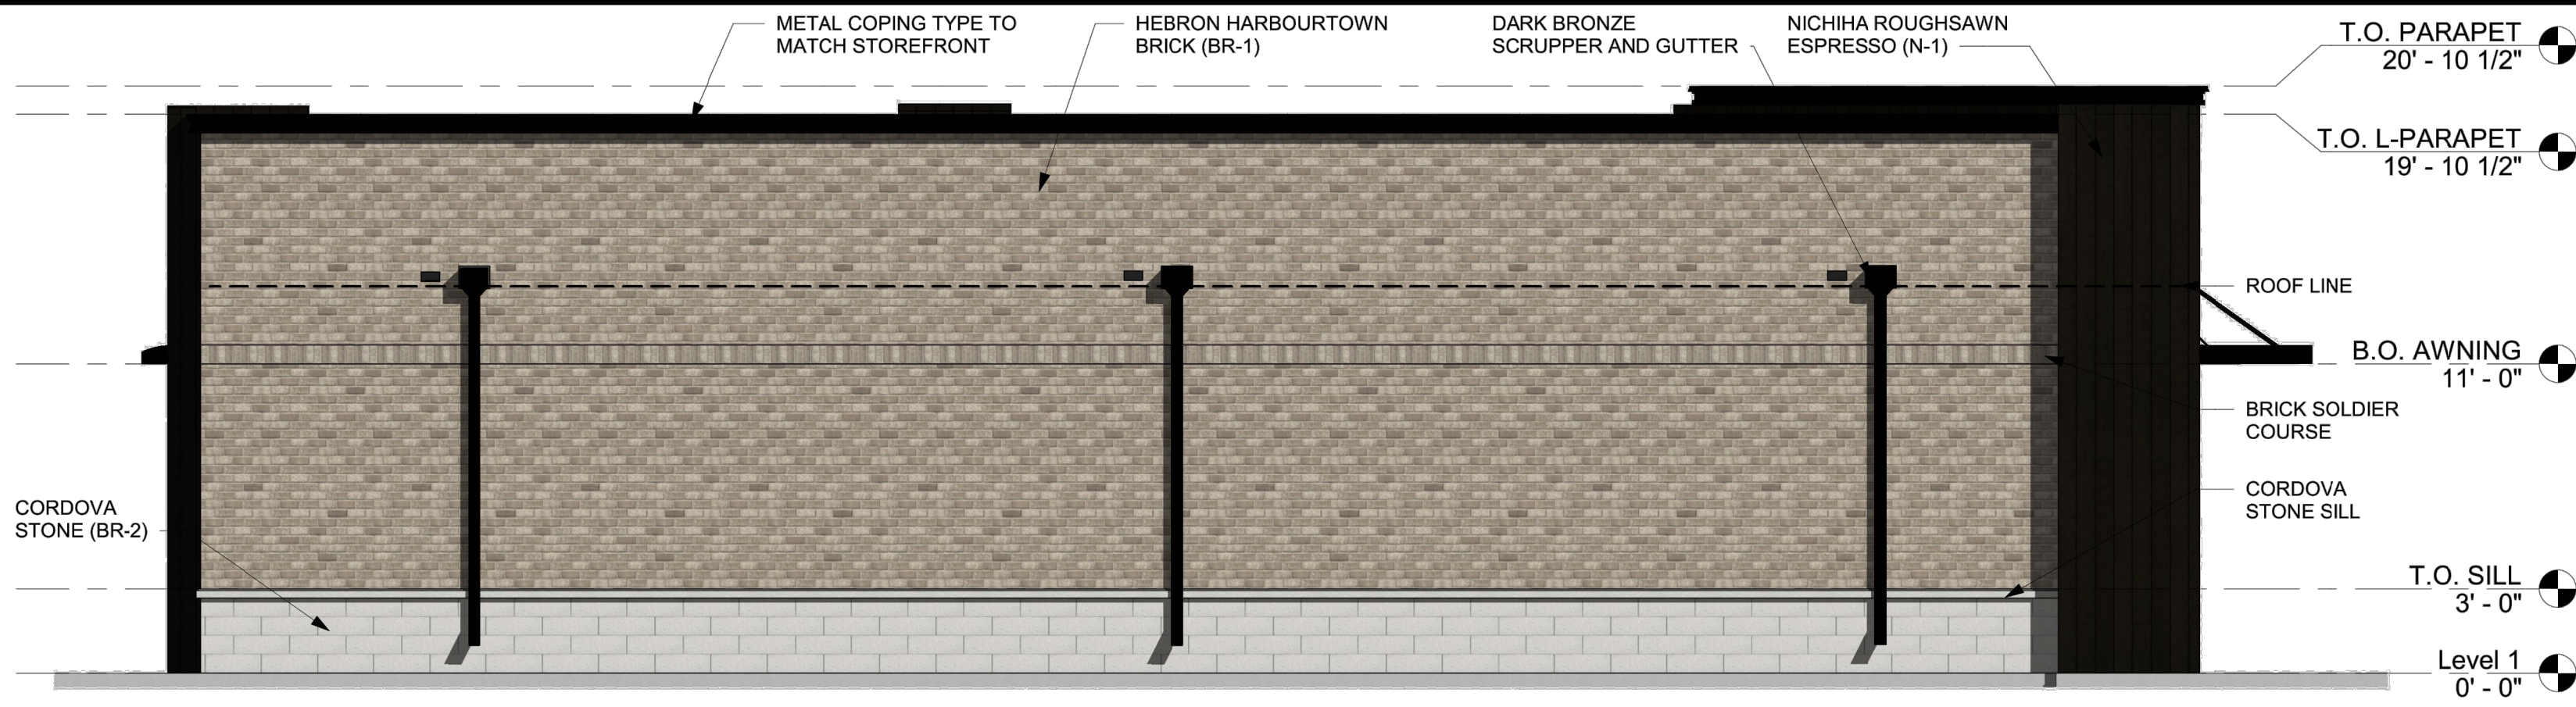 METAL COPING TYPE TO
MATCH STOREFRONT
HEBRON HARBOURTOWN
BRICK (BR-1)
DARK BRONZE
SCRUPPER AND GUTTER
NICHIHA ROUGHSAWN
ESPRESSO (N-1)
T.O. PARAPET
20' - 10 1/2"
T.O. L-PARAPET
19' - 10 1/2"
ROOF LINE
B.O. AWNING
11' - 0"
BRICK SOLDIER
COURSE
CORDOVA
STONE (BR-2)
CORDOVA
STONE SILL
T.O. SILL
3' - 0"
Level 1
0' - 0"